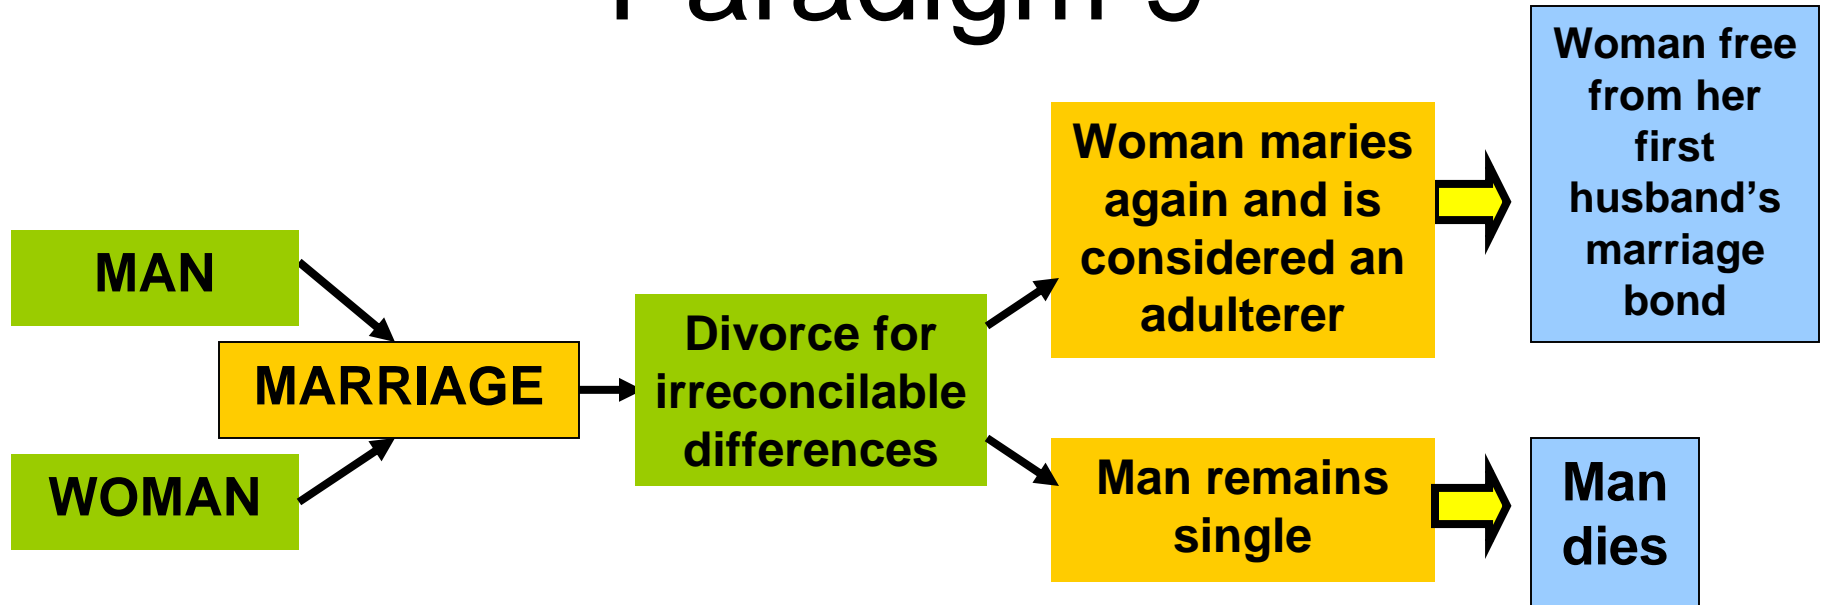 Paradigm
Woman free
from her
first
husband’s
marriage
bond
Woman maries
again and is
considered an
adulterer
MAN
MARRIAGE
WOMAN
Divorce for
irreconcilable
differences
Man remains
single
Man
dies